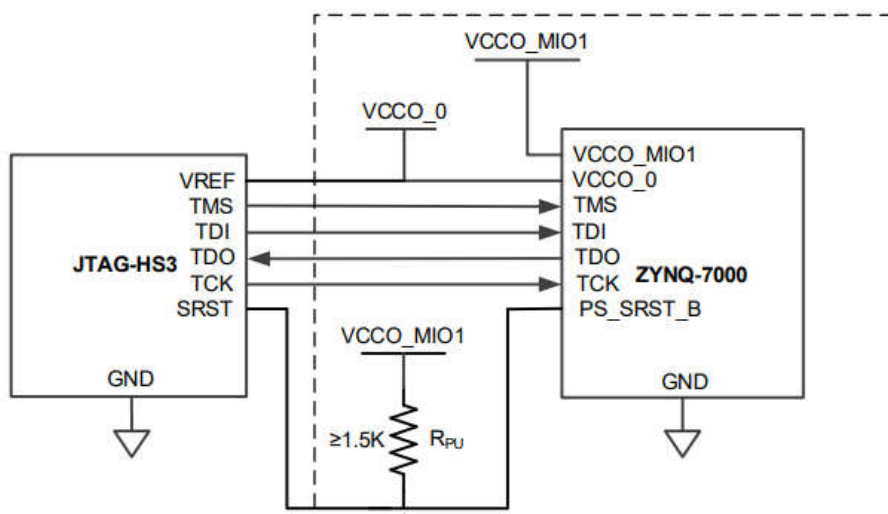 VCCO_MIO1
VCCO_0
VREF
TMS
TDI
TDO
TCK
SRST
JTAG-HS3
GND
VCCO_MIO1
VCCO_0
TMS
TDI
TDO
TCK
PS_SRST_B
ZYNQ-7000
GND
VCCO_MIO1
≥1.5K RPU